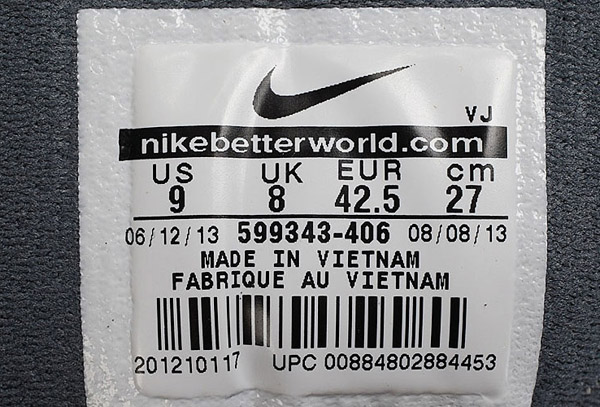 VJ
nikebetterworld.com
US UK EUR cm
9 8 42.5 27
06/12/13 599343-406 08/08/13
MADE IN VIETNAM
FABRIQUE AU VIETNAM
201210117 UPC 00884802884453